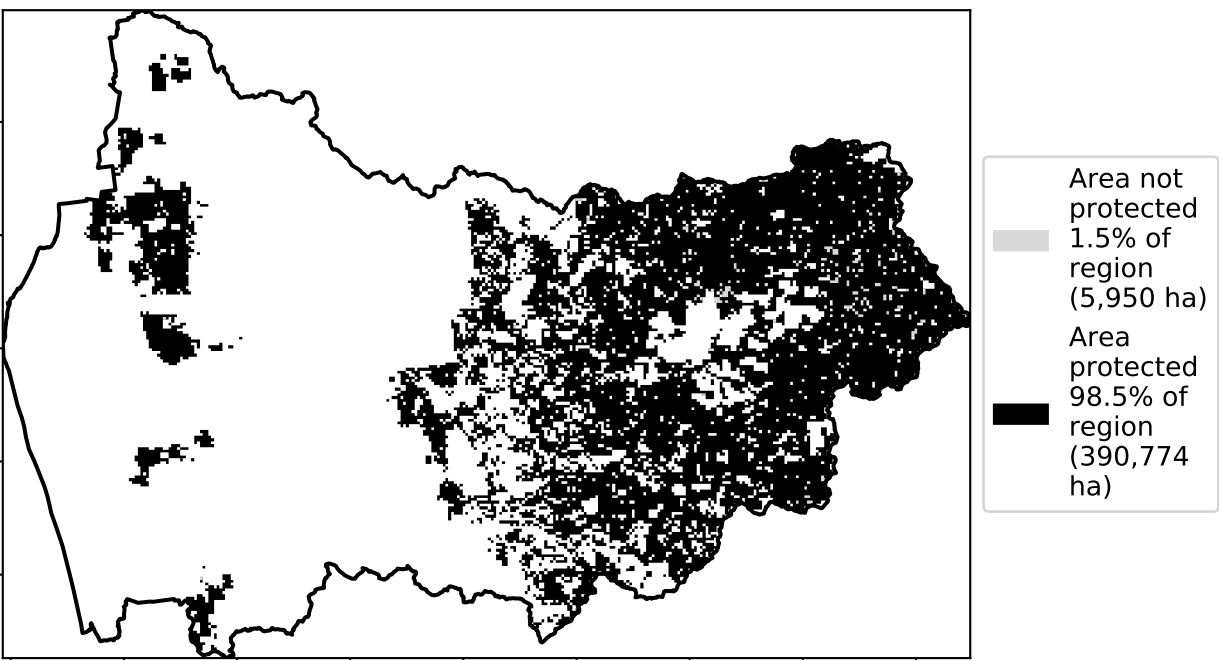 Area not
protected
1.5% of
region
(5,950 ha)
Area
protected
98.5% of
region
(390,774
ha)